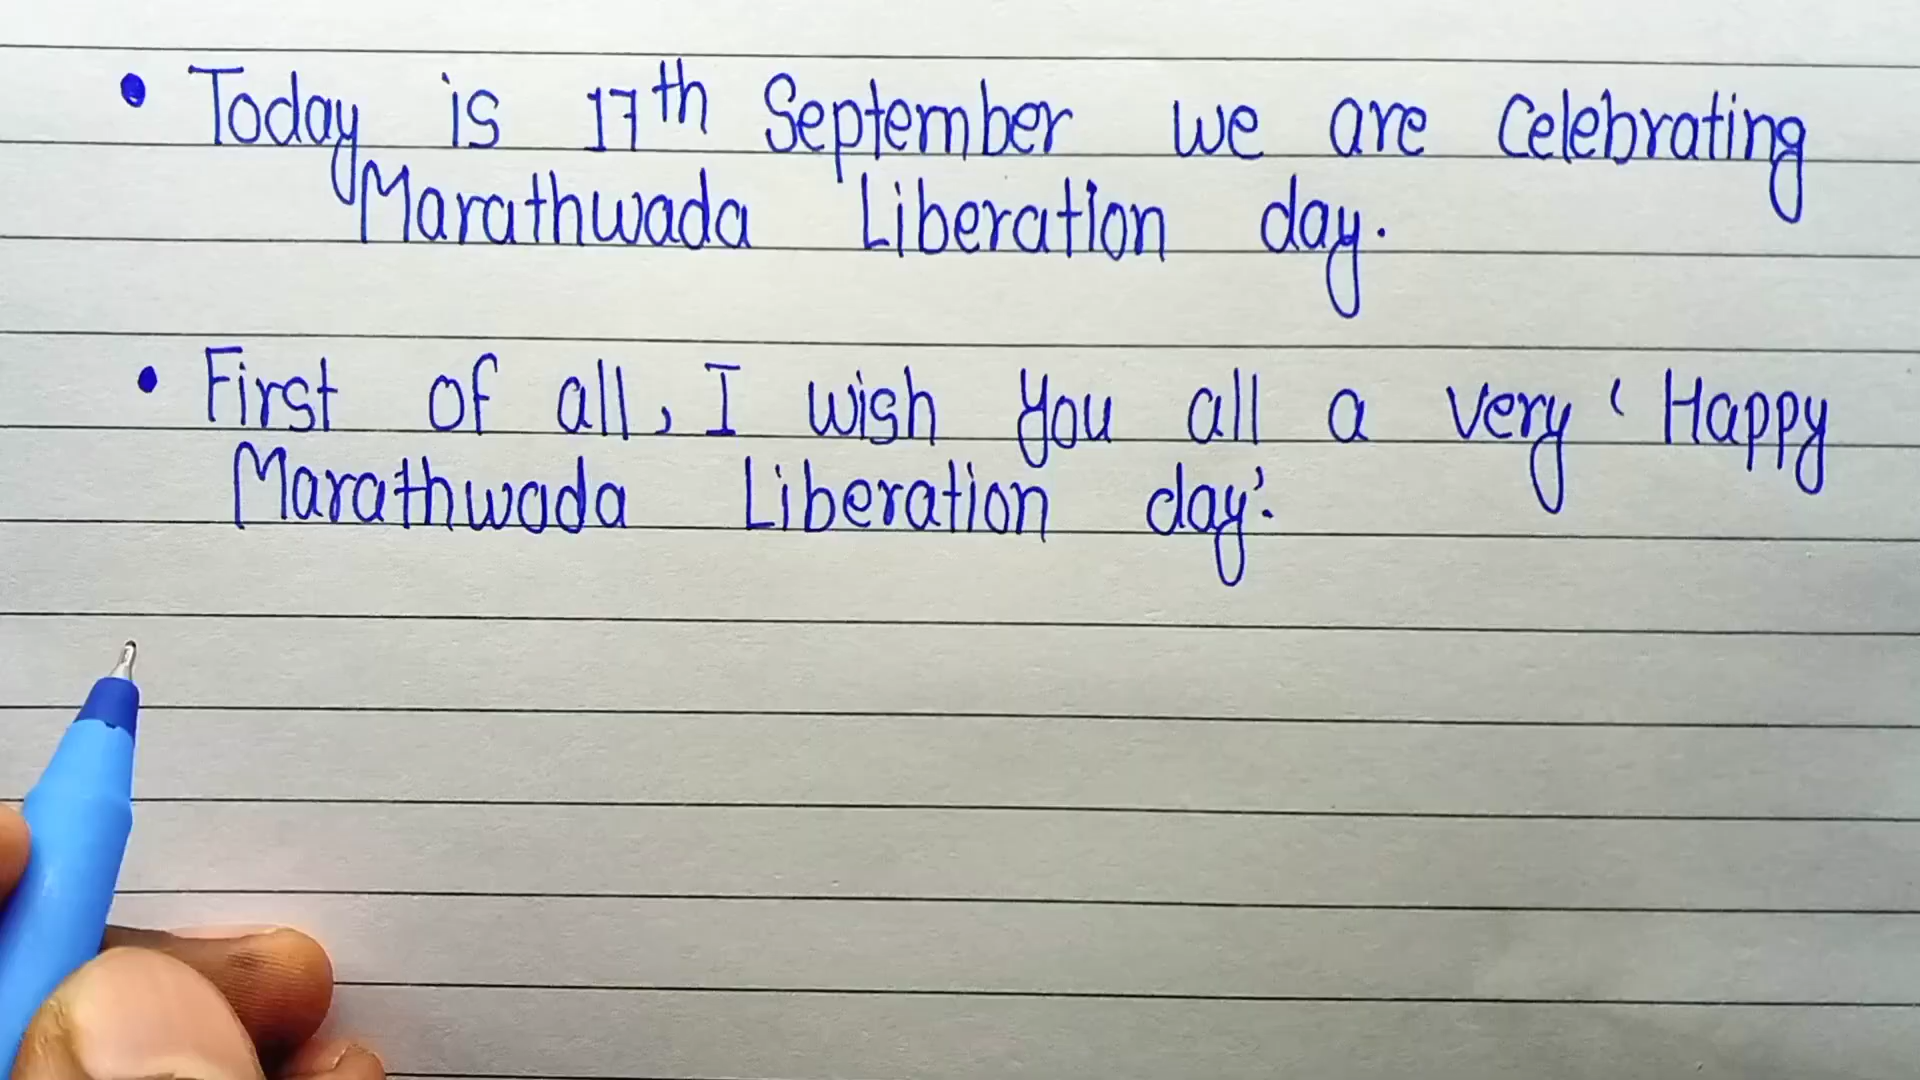 • Today is 17th September we are celebrating
Marathwada Liberation day.
• First of all, I wish you all a very ‘Happy
Marathwada Liberation day’.